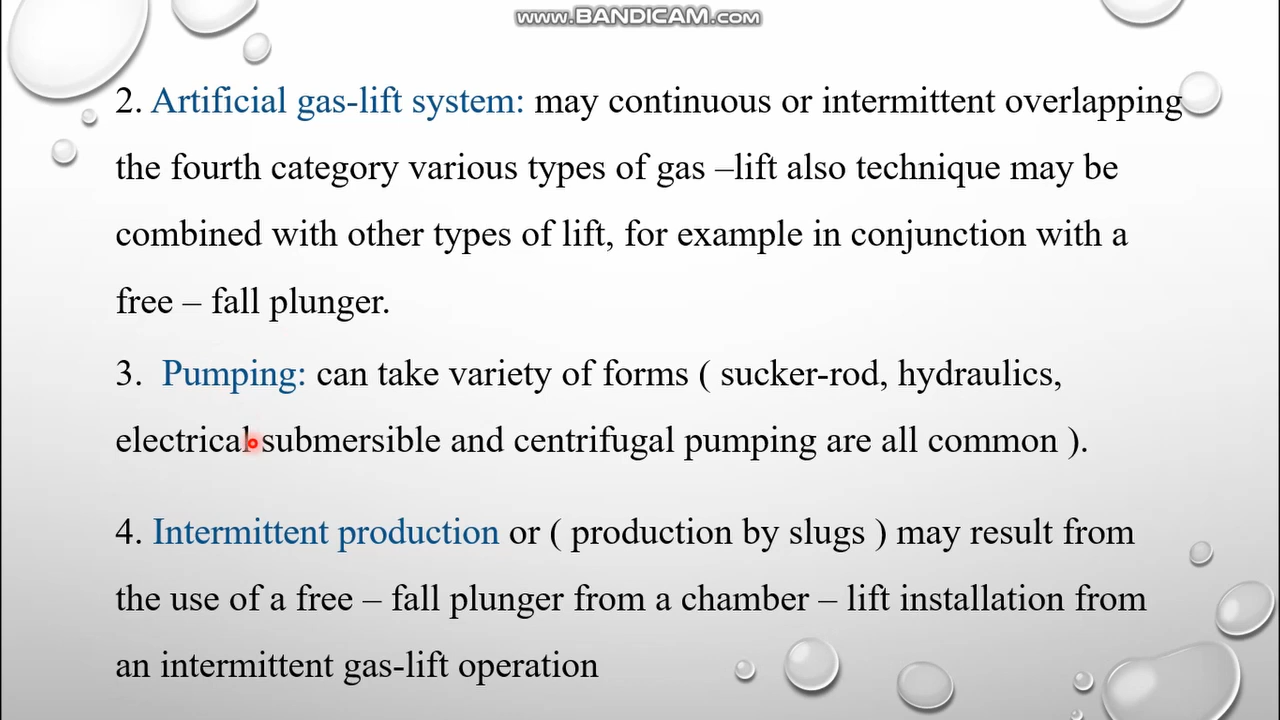 www.BANDICAM.com
2. Artificial gas-lift system: may continuous or intermittent overlapping
the fourth category various types of gas –lift also technique may be
combined with other types of lift, for example in conjunction with a
free – fall plunger.
3. Pumping: can take variety of forms ( sucker-rod, hydraulics,
electrical submersible and centrifugal pumping are all common ).
4. Intermittent production or ( production by slugs ) may result from
the use of a free – fall plunger from a chamber – lift installation from
an intermittent gas-lift operation